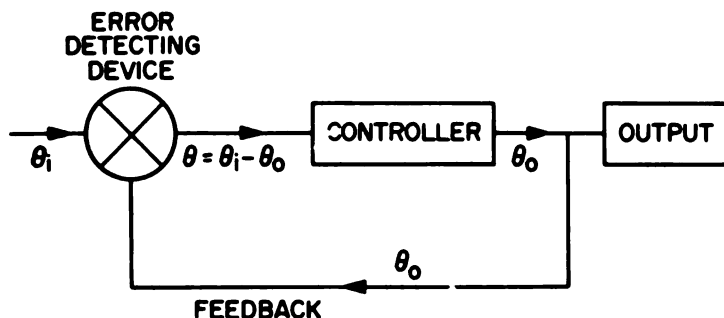 ERROR
DETECTING
DEVICE
θi
θ = θi - θo
CONTROLLER
θo
OUTPUT
θo
FEEDBACK